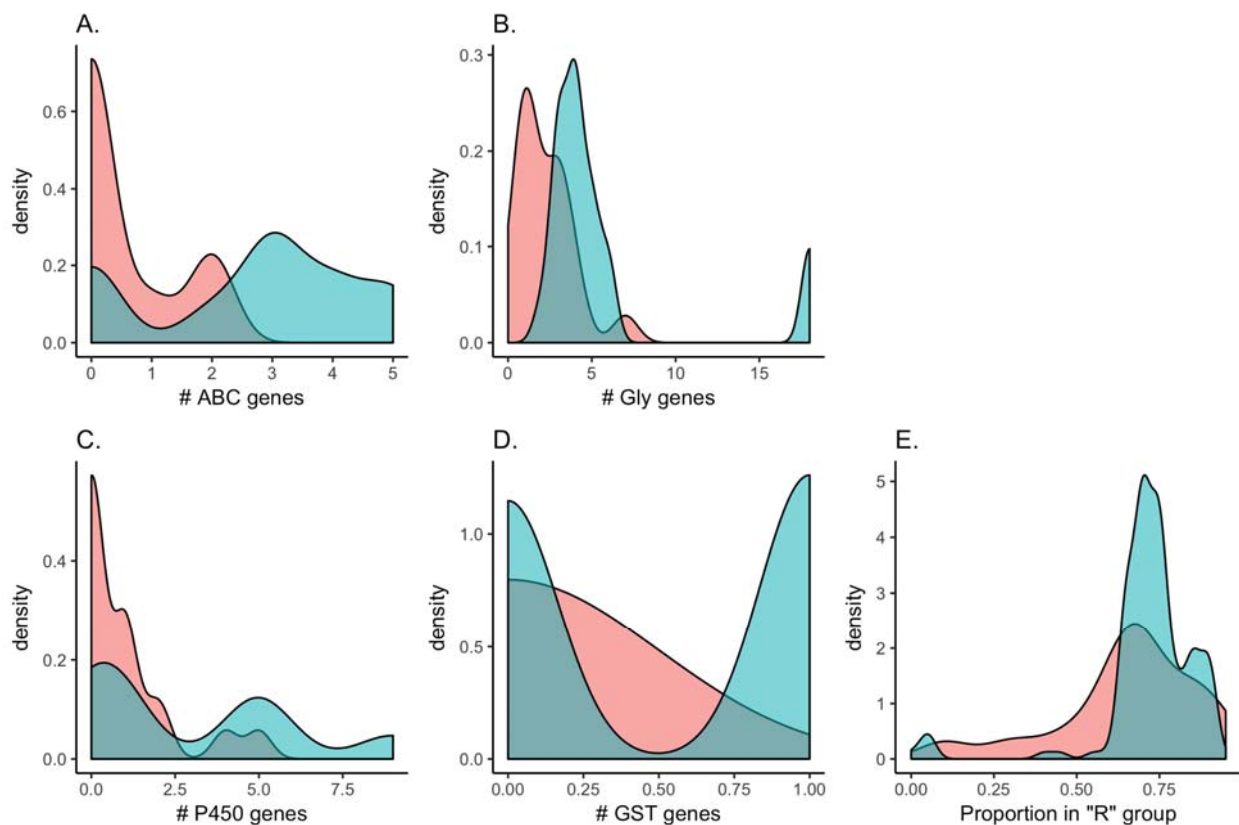 A.
density
0.6
0.4
0.2
0.0
0 1 2 3 4 5
# ABC genes
B.
density
0.3
0.2
0.1
0.0
0 5 10 15
# Gly genes
C.
density
0.4
0.2
0.0
0.0 2.5 5.0 7.5
# P450 genes
D.
density
1.0
0.5
0.0
0.00 0.25 0.50 0.75 1.00
# GST genes
E.
density
5
4
3
2
1
0
0.00 0.25 0.50 0.75
Proportion in "R" group